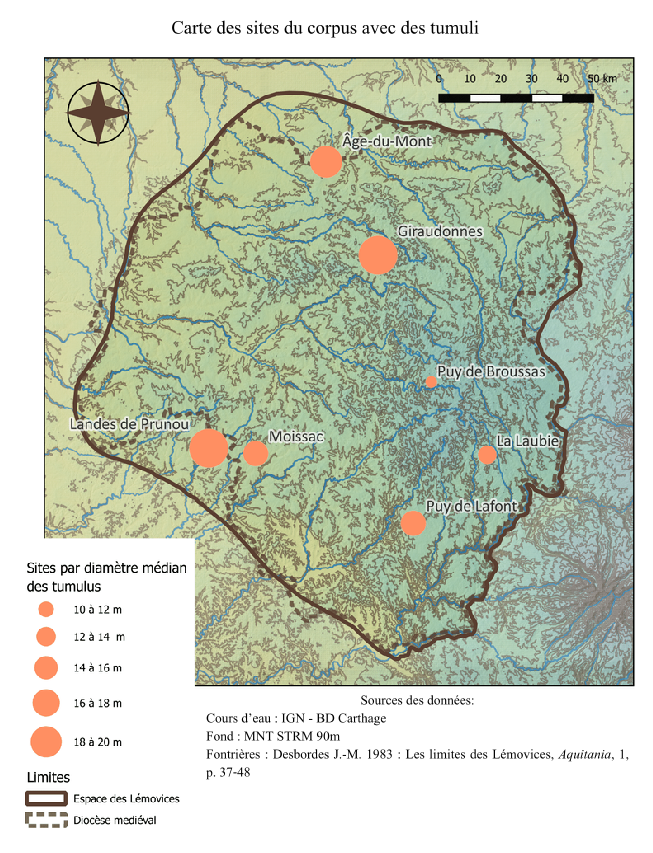 Carte des sites du corpus avec des tumuli
0 10 20 30 40 50 km
Âge-du-Mont
Giraudonnes
Puy de Broussas
Landes de Prunou
Moissac
La Laubie
Puy de Lafont
Sites par diamètre médian
des tumulus
10 à 12 m
12 à 14 m
14 à 16 m
16 à 18 m
18 à 20 m
Limites
Espace des Lémovices
Diocèse mediéval
Sources des données:
Cours d'eau : IGN - BD Carthage
Fond : MNT STRM 90m
Fontrières : Desbordes J.-M. 1983 : Les limites des Lémovices, Aquitania, 1,
p. 37-48